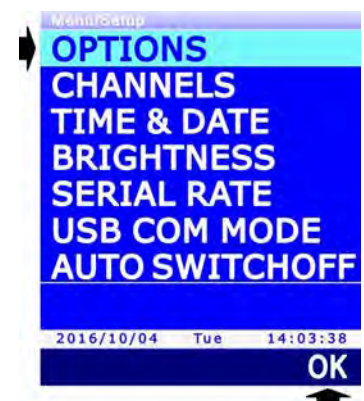 Menu/Setup
OPTIONS
CHANNELS
TIME & DATE
BRIGHTNESS
SERIAL RATE
USB COM MODE
AUTO SWITCHOFF
2016/10/04 Tue 14:03:38
OK